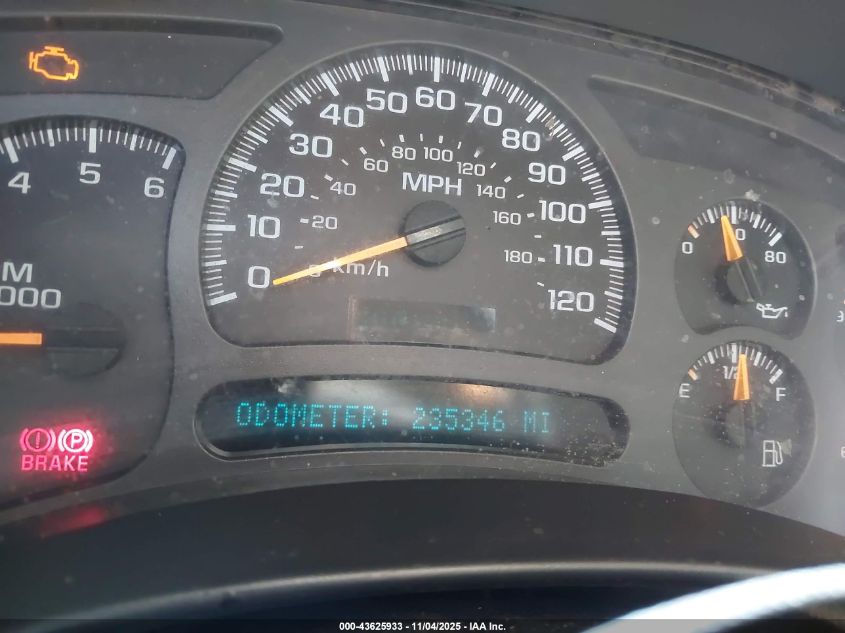 4 5 6
M
000
BRAKE
0 10 20 30 40 50 60 70 80 90 100 110 120
MPH
20 40 60 80 100 120 140 160 180
km/h
0 80
E 1/2 F
ODOMETER: 235346 MI
000-43625933 - 11/04/2025 - IAA Inc.